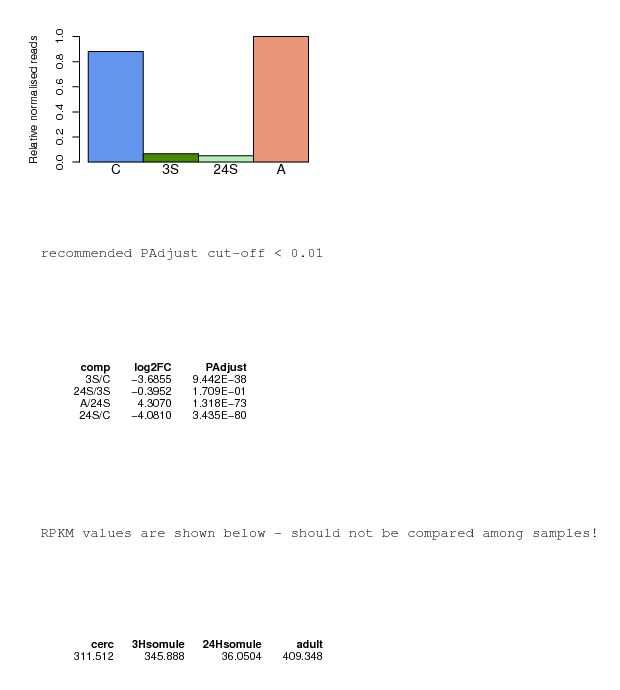 Relative normalised reads
1.0
0.8
0.6
0.4
0.2
0.0
C 3S 24S A
recommended PAdjust cut-off < 0.01
comp log2FC PAdjust
3S/C −3.6855 9.442E−38
24S/3S −0.3952 1.709E−01
A/24S 4.3070 1.318E−73
24S/C −4.0810 3.435E−80
RPKM values are shown below - should not be compared among samples!
cerc 3Hsomule 24Hsomule adult
311.512 345.888 36.0504 409.348